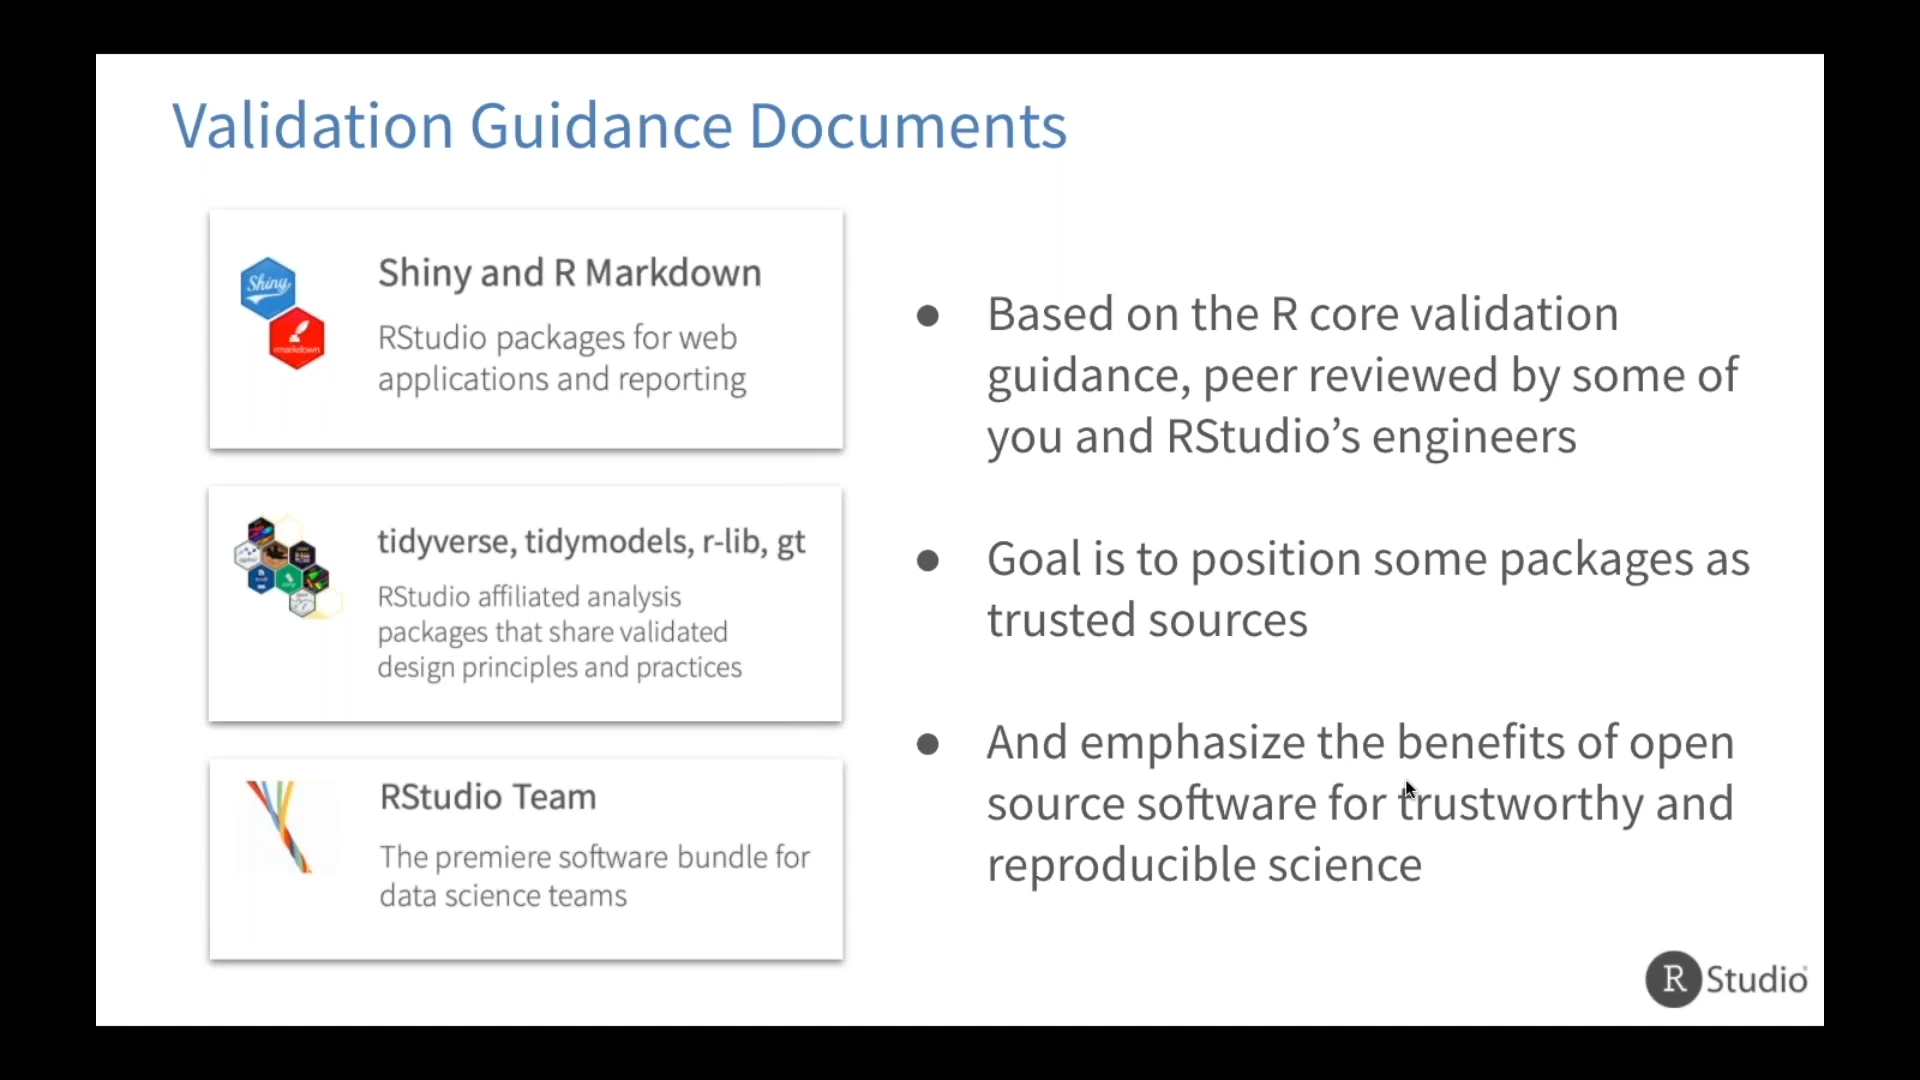 Validation Guidance Documents
Shiny
rmarkdown
Shiny and R Markdown
RStudio packages for web
applications and reporting
tidyverse, tidymodels, r-lib, gt
RStudio affiliated analysis
packages that share validated
design principles and practices
RStudio Team
The premiere software bundle for
data science teams
● Based on the R core validation
guidance, peer reviewed by some of
you and RStudio’s engineers
● Goal is to position some packages as
trusted sources
● And emphasize the benefits of open
source software for trustworthy and
reproducible science
R Studio